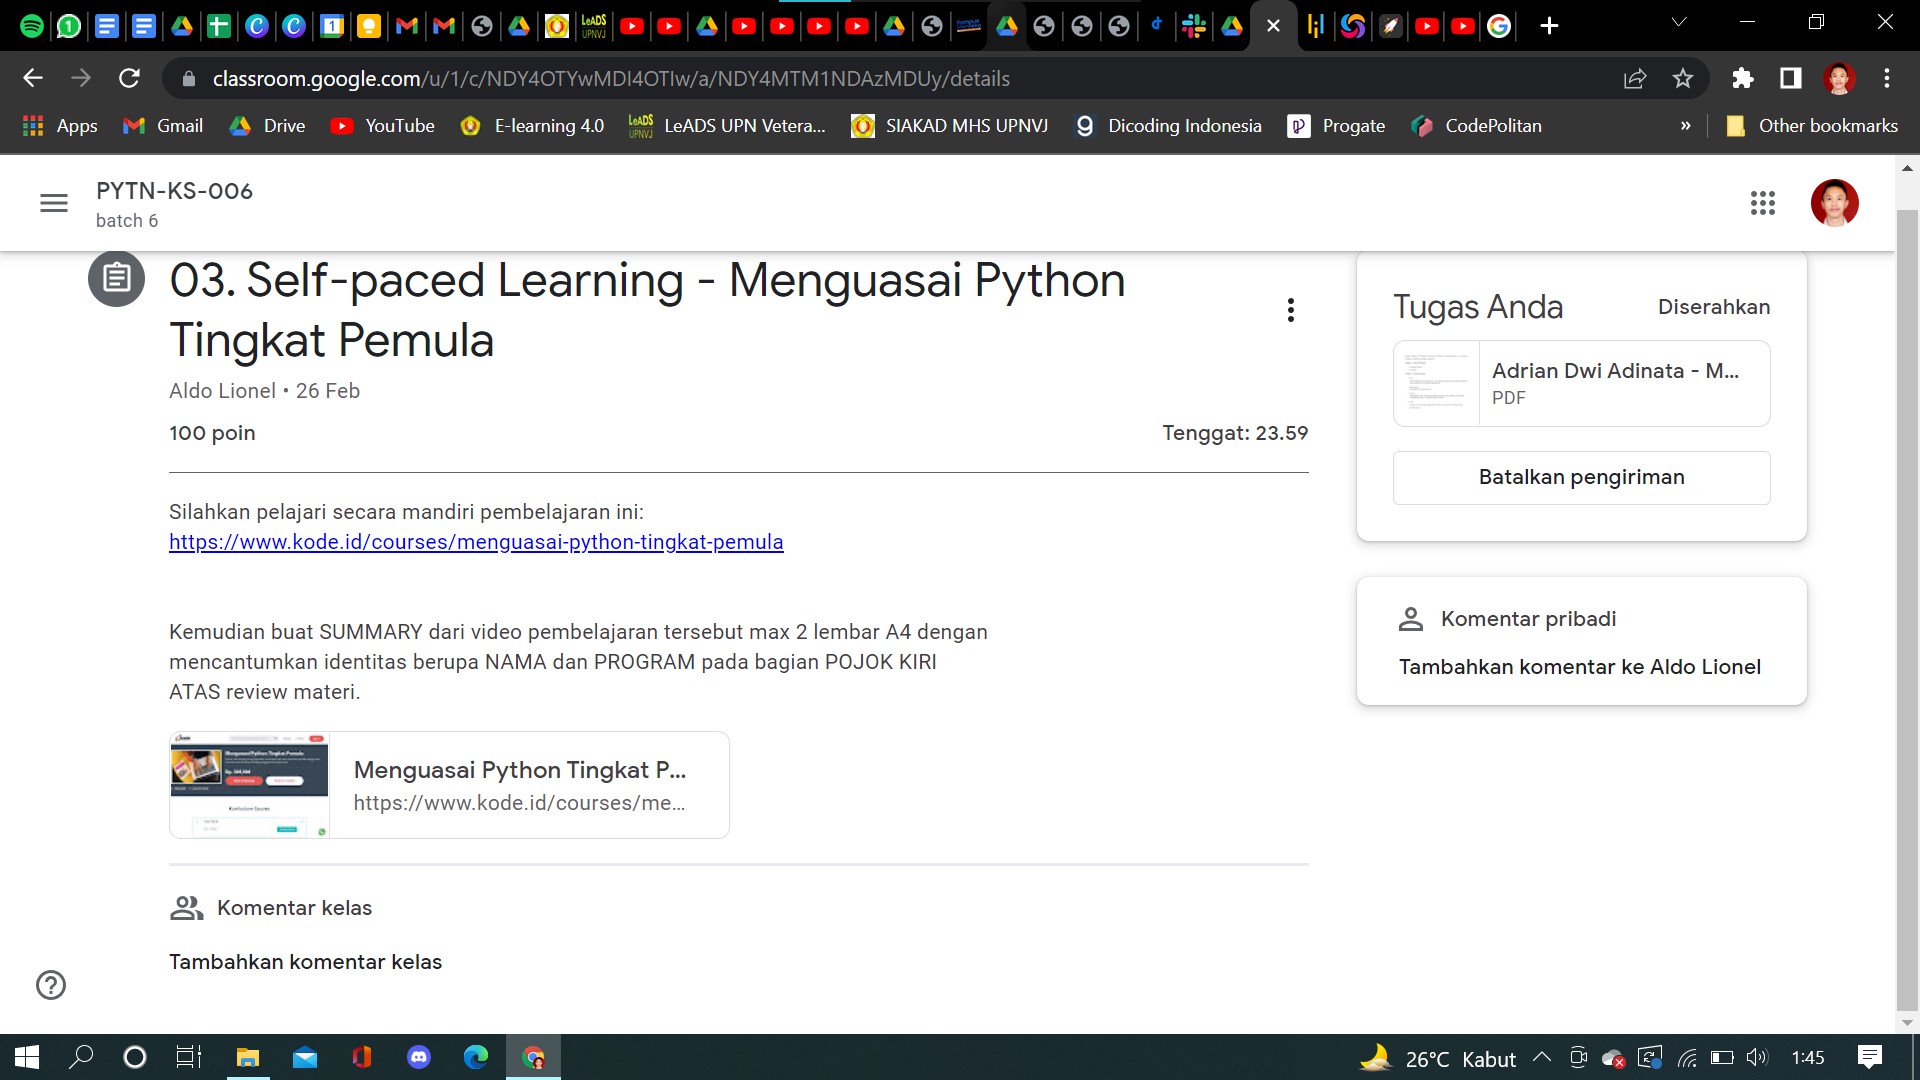 classroom.google.com/u/1/c/NDY4OTYwMDI4OTIw/a/NDY4MTM1NDAzMDUy/details
Apps Gmail Drive YouTube E-learning 4.0 LeADS UPN Vetera... SIAKAD MHS UPNVJ Dicoding Indonesia Progate CodePolitan » Other bookmarks
PYTN-KS-006
batch 6
03. Self-paced Learning - Menguasai Python
Tingkat Pemula
Aldo Lionel • 26 Feb
100 poin
Tenggat: 23.59
Silahkan pelajari secara mandiri pembelajaran ini:
https://www.kode.id/courses/menguasai-python-tingkat-pemula
Kemudian buat SUMMARY dari video pembelajaran tersebut max 2 lembar A4 dengan
mencantumkan identitas berupa NAMA dan PROGRAM pada bagian POJOK KIRI
ATAS review materi.
Menguasai Python Tingkat P...
https://www.kode.id/courses/me...
Komentar kelas
Tambahkan komentar kelas
Tugas Anda
Diserahkan
Adrian Dwi Adinata - M...
PDF
Batalkan pengiriman
Komentar pribadi
Tambahkan komentar ke Aldo Lionel
26°C Kabut
1:45